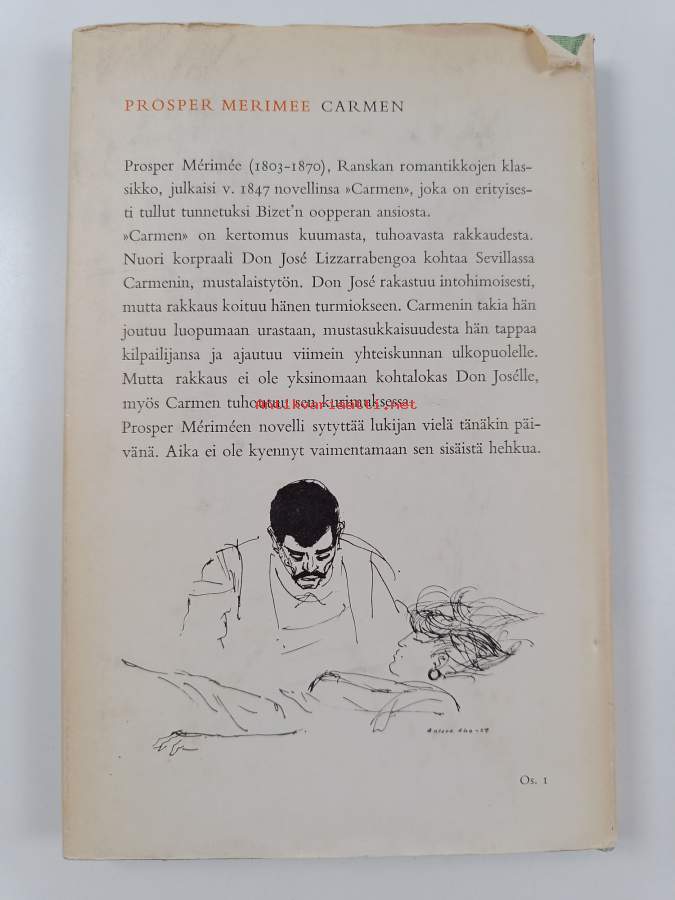 PROSPER MERIMEE CARMEN
Prosper Mérimée (1803-1870), Ranskan romantikkojen klas-
sikko, julkaisi v. 1847 novellinsa »Carmen», joka on erityises-
ti tullut tunnetuksi Bizet'n oopperan ansiosta.
»Carmen» on kertomus kuumasta, tuhoavasta rakkaudesta.
Nuori korpraali Don José Lizzarrabengoa kohtaa Sevillassa
Carmenin, mustalaistytön. Don José rakastuu intohimoisesti,
mutta rakkaus koituu hänen turmiokseen. Carmenin takia hän
joutuu luopumaan urastaan, mustasukkaisuudesta hän tappaa
kilpailijansa ja ajautuu viimein yhteiskunnan ulkopuolelle.
Mutta rakkaus ei ole yksinomaan kohtalokas Don Josélle,
myös Carmen tuhoutuu sen kurimuksessa.
antikvariaatti.net
Prosper Mériméen novelli sytyttää lukijan vielä tänäkin päi-
vänä. Aika ei ole kyennyt vaimentamaan sen sisäistä hehkua.
Os. 1